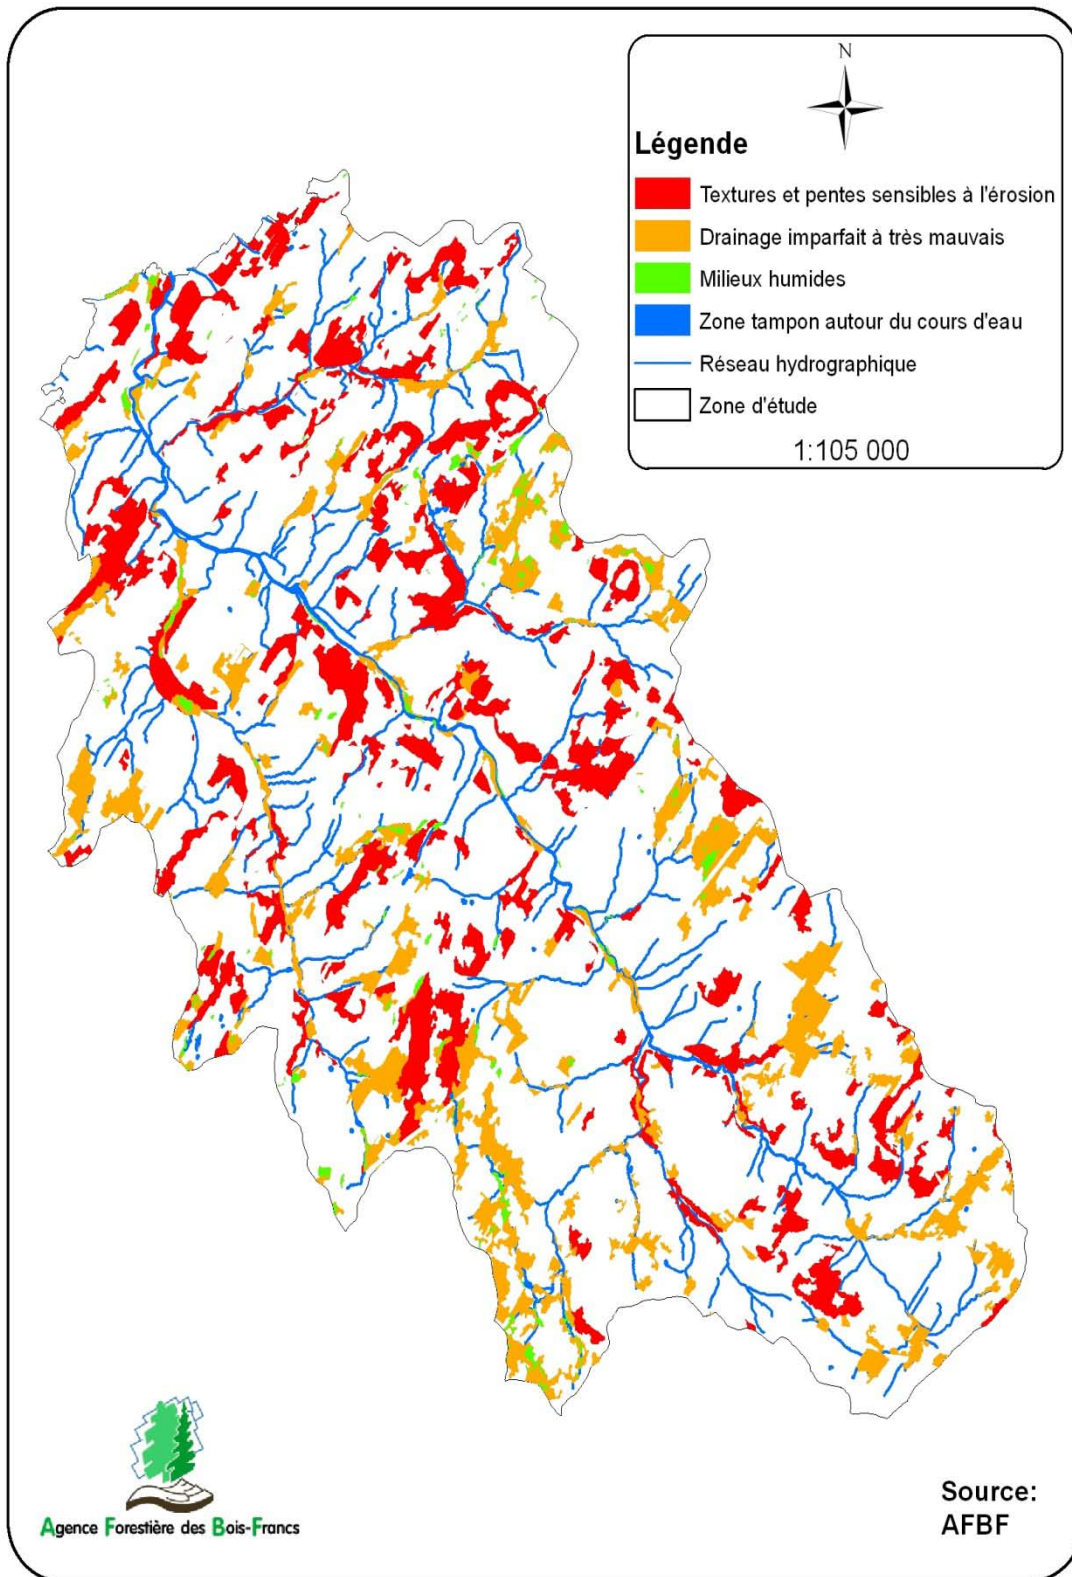 N
Légende
Textures et pentes sensibles à l'érosion
Drainage imparfait à très mauvais
Milieux humides
Zone tampon autour du cours d'eau
Réseau hydrographique
Zone d'étude
1:105 000
Agence Forestière des Bois-Francs
Source:
AFBF